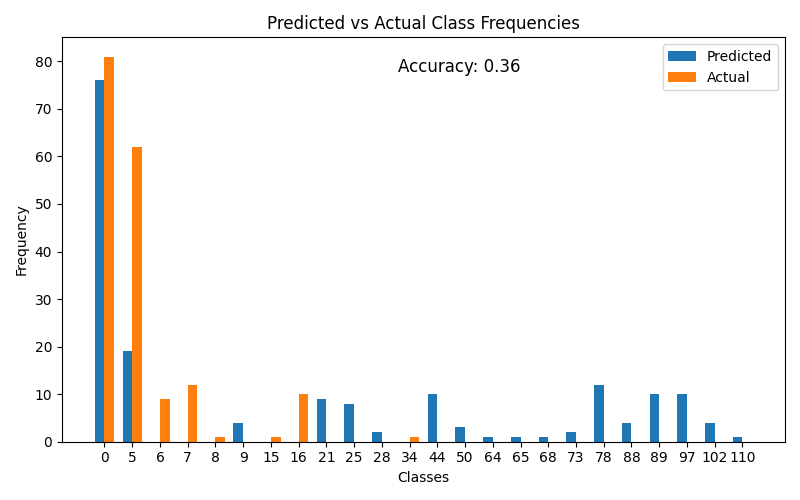 Predicted vs Actual Class Frequencies
Accuracy: 0.36
Predicted
Actual
Frequency
80
70
60
50
40
30
20
10
0
0 5 6 7 8 9 15 16 21 25 28 34 44 50 64 65 68 73 78 88 89 97 102 110
Classes